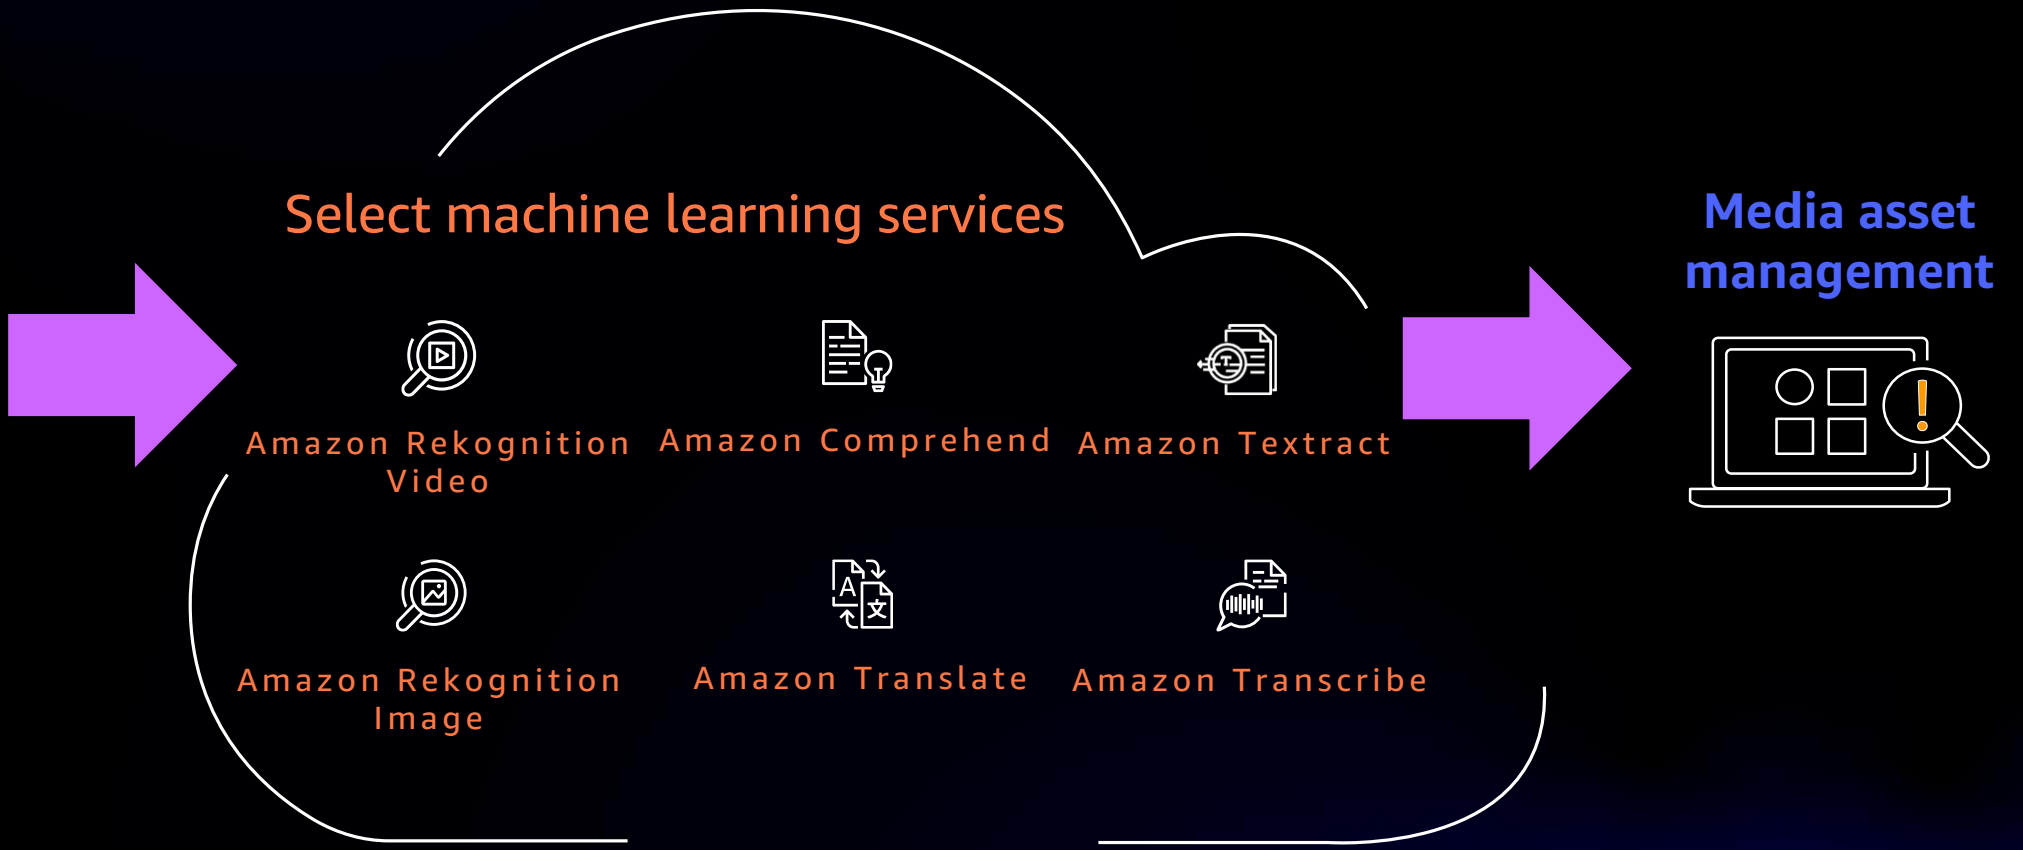 Select machine learning services
Media asset
management
Amazon Rekognition
Video
Amazon Comprehend
Amazon Textract
Amazon Rekognition
Image
A
文
Amazon Translate
Amazon Transcribe